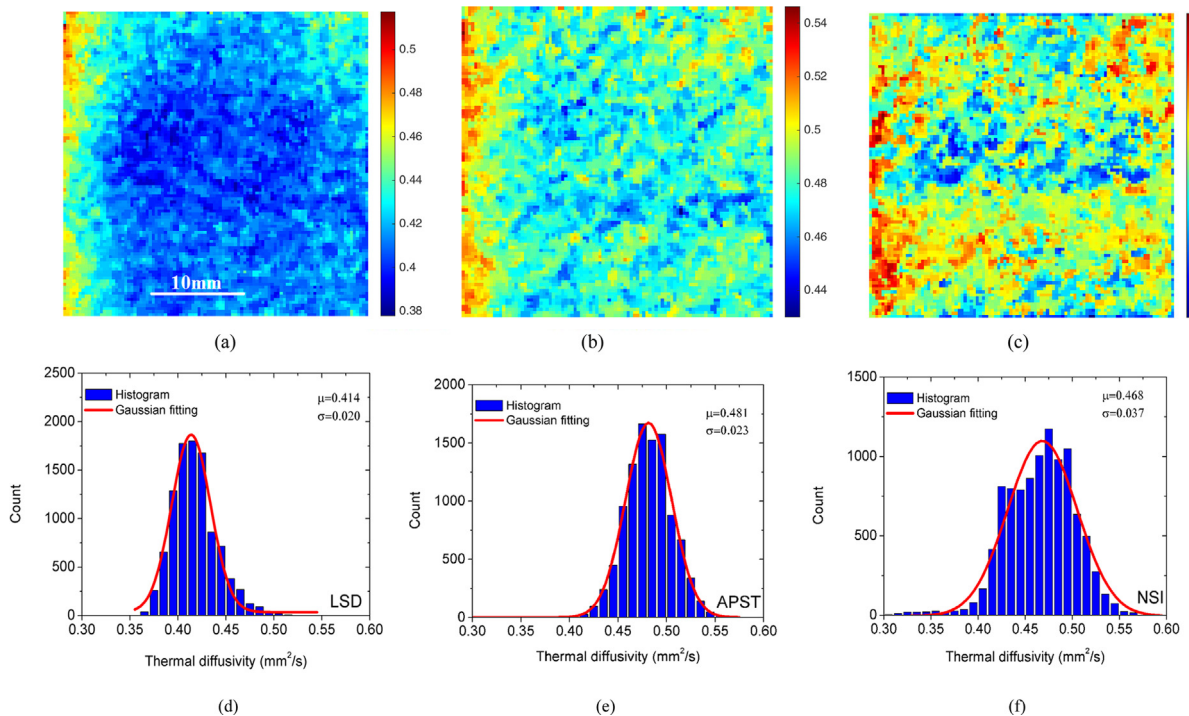 0.5
0.48
0.46
0.44
0.42
0.4
0.38
10mm
0.54
0.52
0.5
0.48
0.46
0.44
(a)
(b)
(c)
2500
2000
1500
1000
500
0
0.30 0.35 0.40 0.45 0.50 0.55 0.60
Count
Thermal diffusivity (mm²/s)
Histogram
Gaussian fitting
μ=0.414
σ=0.020
LSD
2000
1500
1000
500
0
0.30 0.35 0.40 0.45 0.50 0.55 0.60
Count
Thermal diffusivity (mm²/s)
Histogram
Gaussian fitting
μ=0.481
σ=0.023
APST
1500
1000
500
0
0.30 0.35 0.40 0.45 0.50 0.55 0.60
Count
Thermal diffusivity (mm²/s)
Histogram
Gaussian fitting
μ=0.468
σ=0.037
NSI
(d)
(e)
(f)